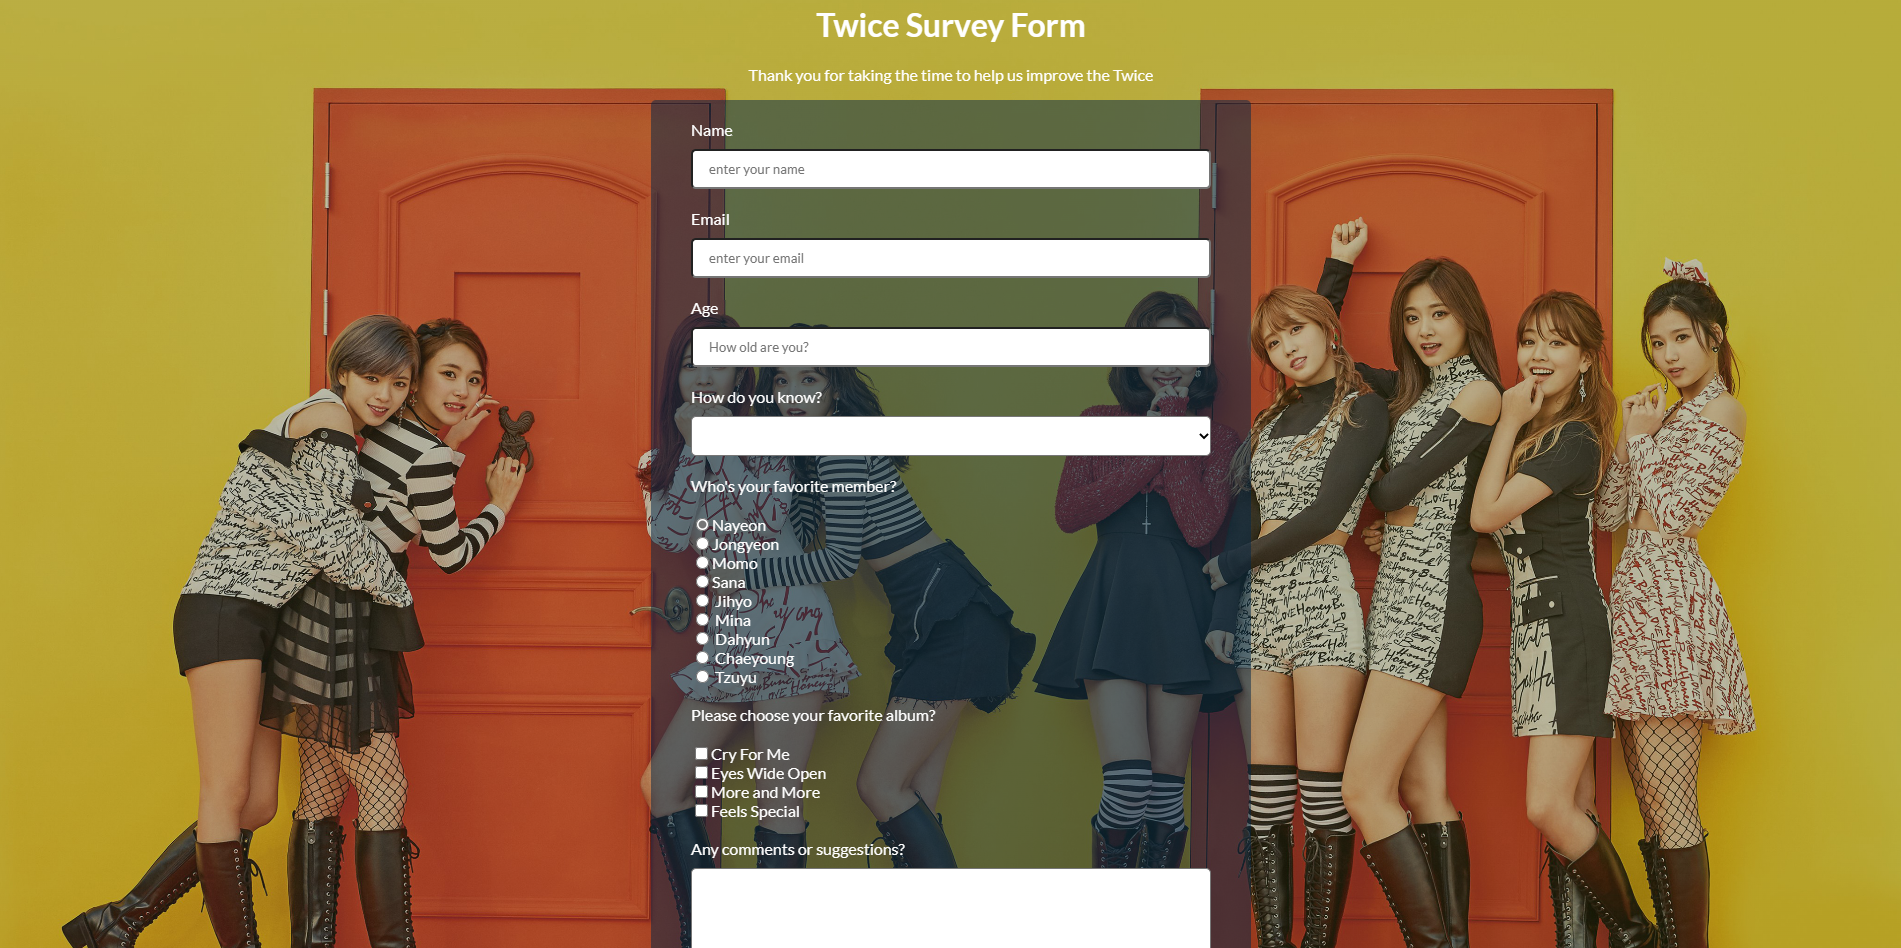 Twice Survey Form
Thank you for taking the time to help us improve the Twice
Name
enter your name
Email
enter your email
Age
How old are you?
How do you know?
Who's your favorite member?
Nayeon
Jongyeon
Momo
Sana
Jihyo
Mina
Dahyun
Chaeyoung
Tzuyu
Please choose your favorite album?
Cry For Me
Eyes Wide Open
More and More
Feels Special
Any comments or suggestions?